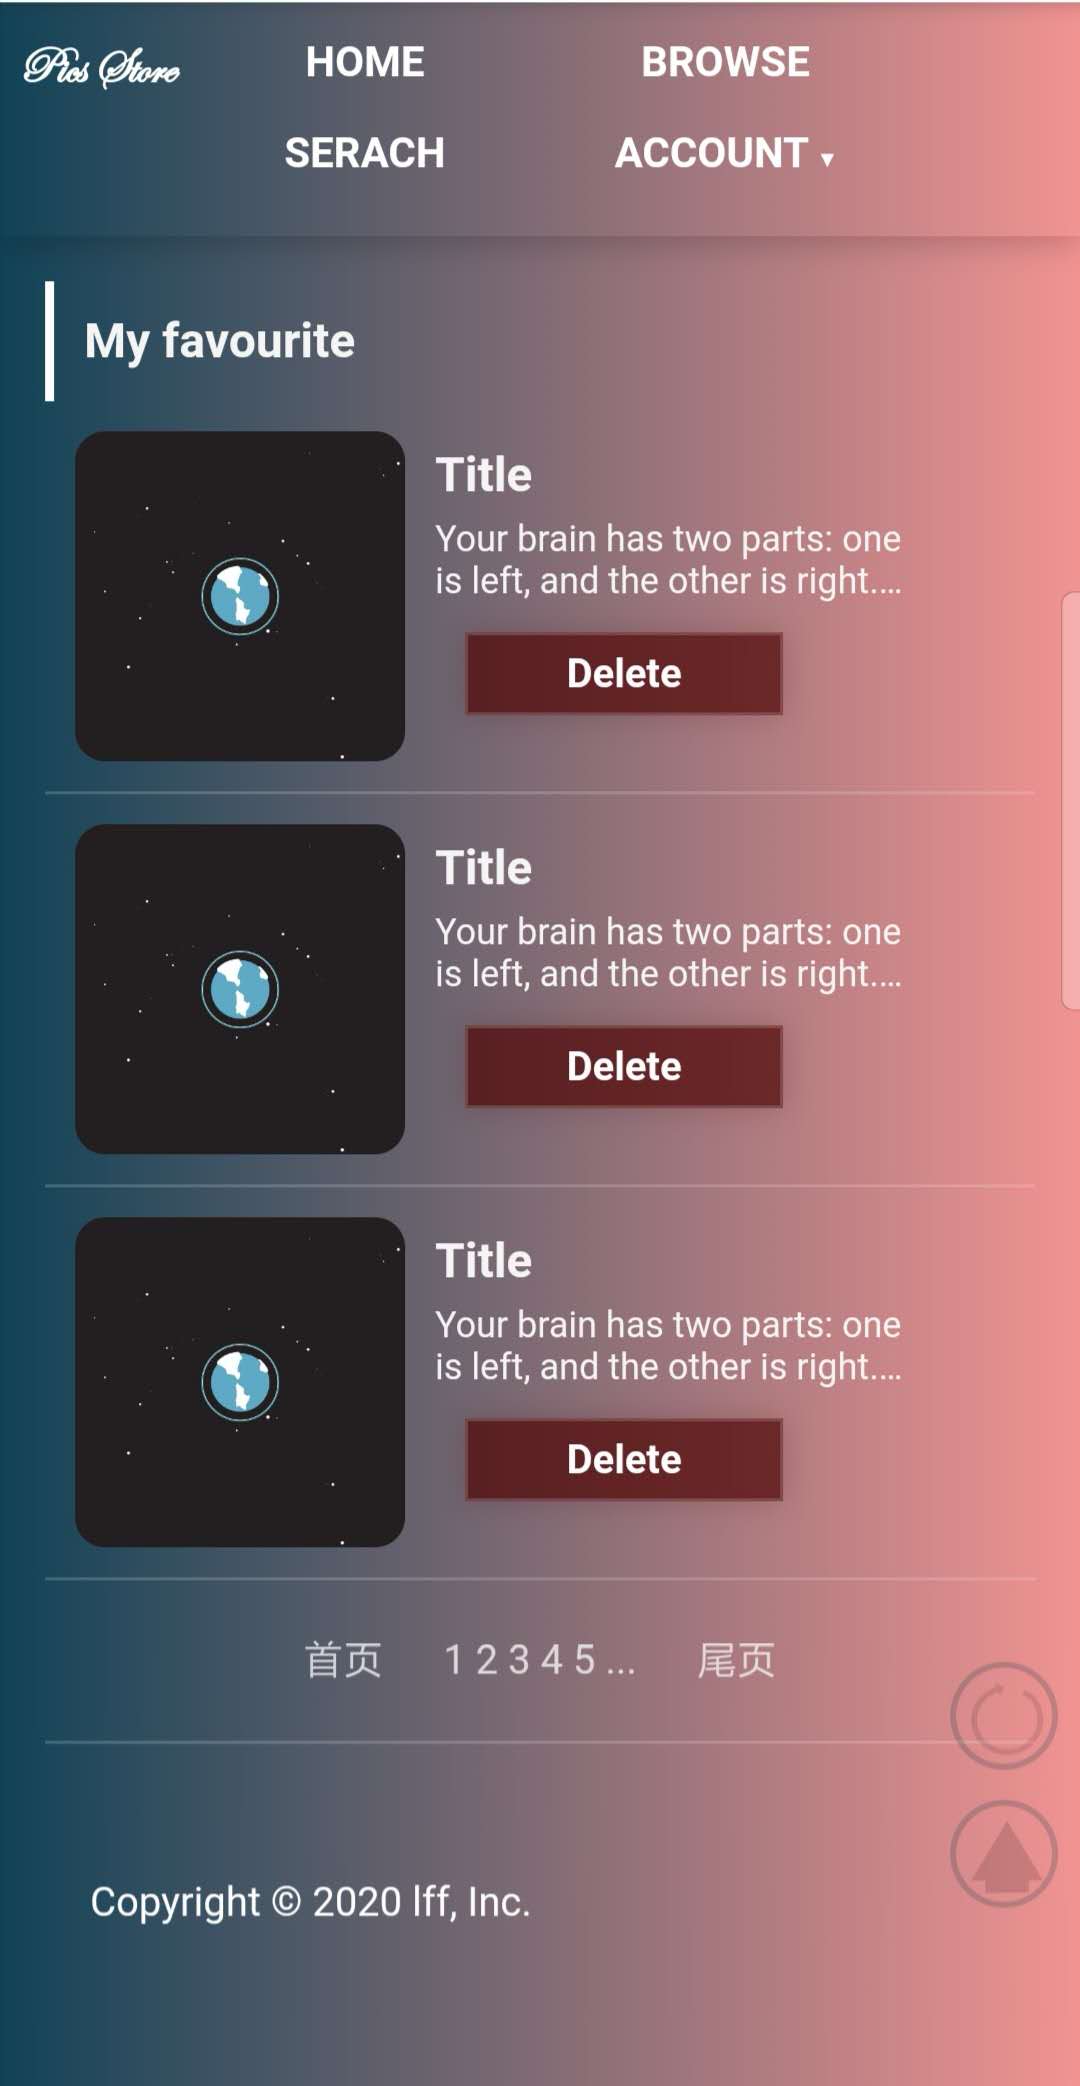 Pics Store
HOME
BROWSE
SERACH
ACCOUNT ▼
My favourite
Title
Your brain has two parts: one
is left, and the other is right....
Delete
Title
Your brain has two parts: one
is left, and the other is right....
Delete
Title
Your brain has two parts: one
is left, and the other is right....
Delete
首页 1 2 3 4 5 ... 尾页
Copyright © 2020 lff, Inc.